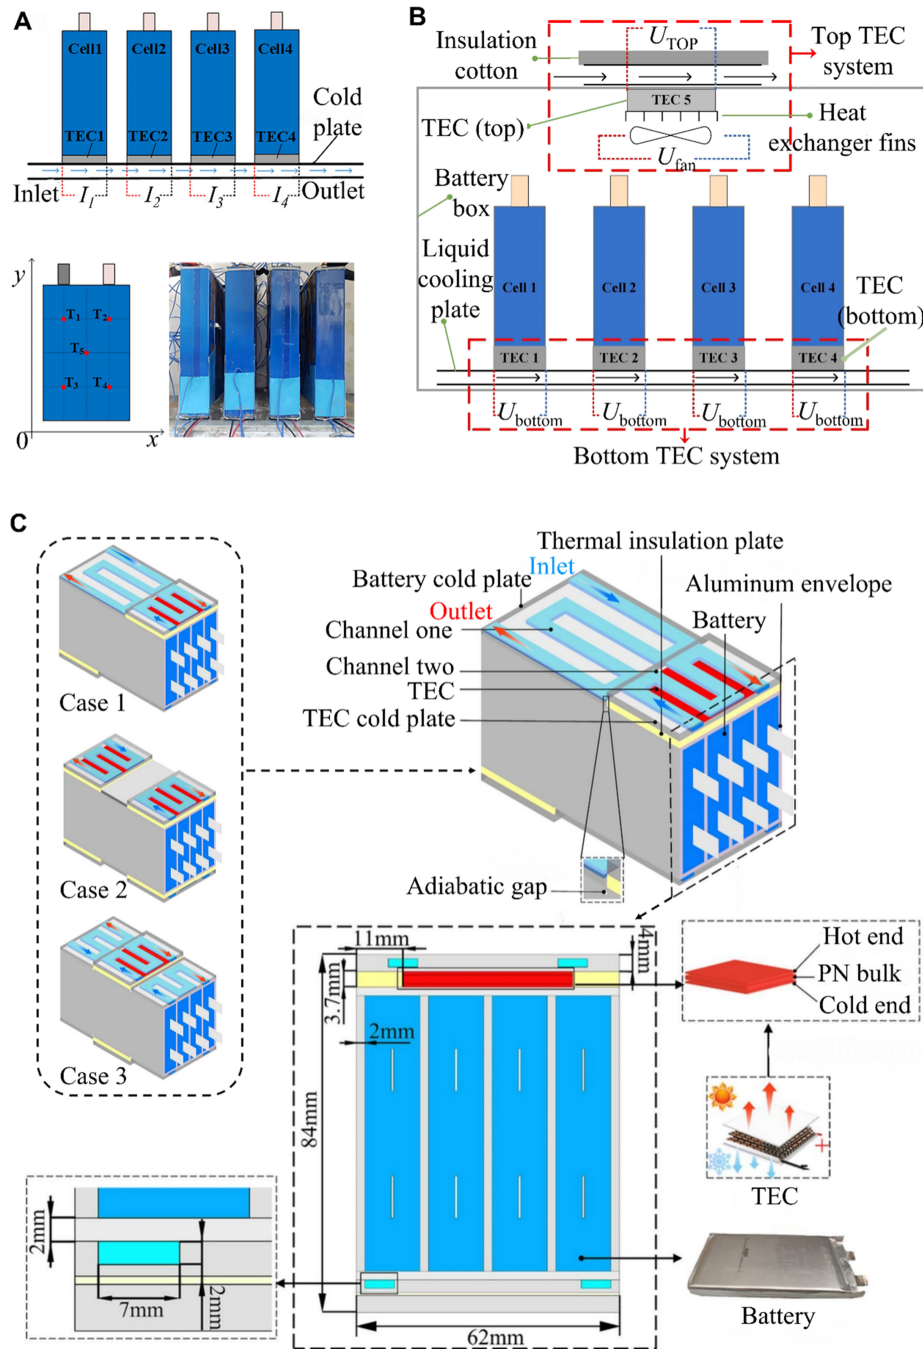 A
Cell1 Cell2 Cell3 Cell4
TEC1 TEC2 TEC3 TEC4
Cold
plate
Inlet I1 I2 I3 I4 Outlet
y
T1 T2
T5
T3 T4
0 x
B
Insulation
cotton
UTOP
Top TEC
system
TEC 5
TEC (top)
Heat
exchanger fins
Ufan
Battery
box
Liquid
cooling
plate
Cell 1 Cell 2 Cell 3 Cell 4
TEC
(bottom)
TEC 1 TEC 2 TEC 3 TEC 4
Ubottom Ubottom Ubottom Ubottom
Bottom TEC system
C
Case 1
Case 2
Case 3
Thermal insulation plate
Battery cold plate
Inlet
Aluminum envelope
Outlet
Battery
Channel one
Channel two
TEC
TEC cold plate
Adiabatic gap
11mm
4mm
3.7mm
2mm
84mm
62mm
Hot end
PN bulk
Cold end
TEC
2mm
7mm
2mm
Battery